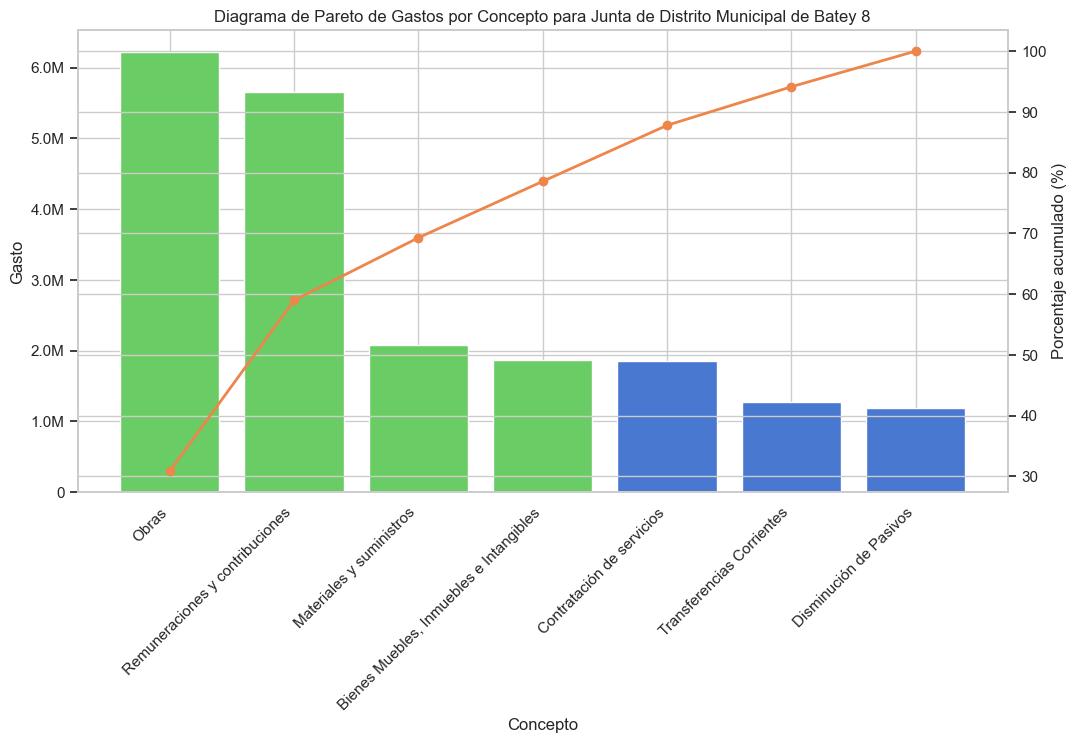 Diagrama de Pareto de Gastos por Concepto para Junta de Distrito Municipal de Batey 8
Gasto
6.0M
5.0M
4.0M
3.0M
2.0M
1.0M
0
100
90
80
70
60
50
40
30
Porcentaje acumulado (%)
Obras
Remuneraciones y contribuciones
Materiales y suministros
Bienes Muebles, Inmuebles e Intangibles
Contratación de servicios
Transferencias Corrientes
Disminución de Pasivos
Concepto